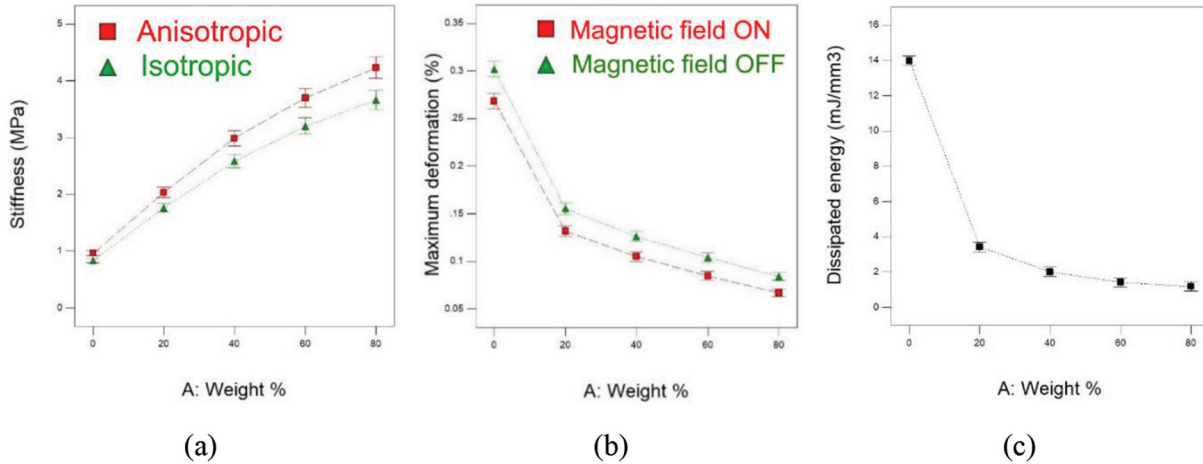 5
4
3
2
1
0
Stiffness (MPa)
Anisotropic
Isotropic
0 20 40 60 80
A: Weight %
(a)
0.35
0.3
.25
0.2
0.15
0.1
0.05
Maximum deformation (%)
Magnetic field ON
Magnetic field OFF
0 20 40 60 80
A: Weight %
(b)
16
14
12
10
8
6
4
2
0
Dissipated energy (mJ/mm3)
0 20 40 60 80
A: Weight %
(c)